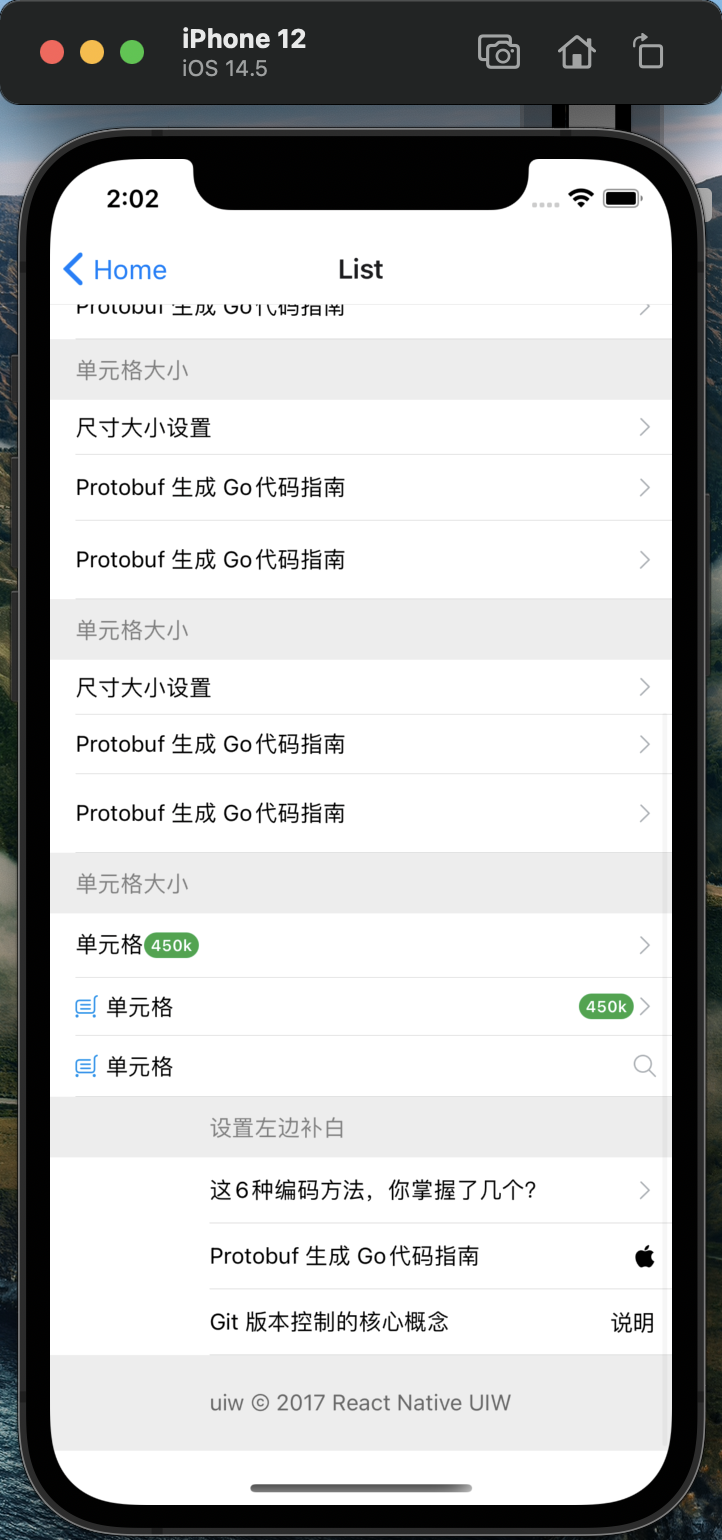 iPhone 12
iOS 14.5
2:02
Home
List
Protobuf 生成 Go代码指南
单元格大小
尺寸大小设置
Protobuf 生成 Go代码指南
Protobuf 生成 Go代码指南
单元格大小
尺寸大小设置
Protobuf 生成 Go代码指南
Protobuf 生成 Go代码指南
单元格大小
单元格 450k
单元格 450k
单元格
设置左边补白
这6种编码方法，你掌握了几个?
Protobuf 生成 Go代码指南
Git 版本控制的核心概念 说明
uiw © 2017 React Native UIW